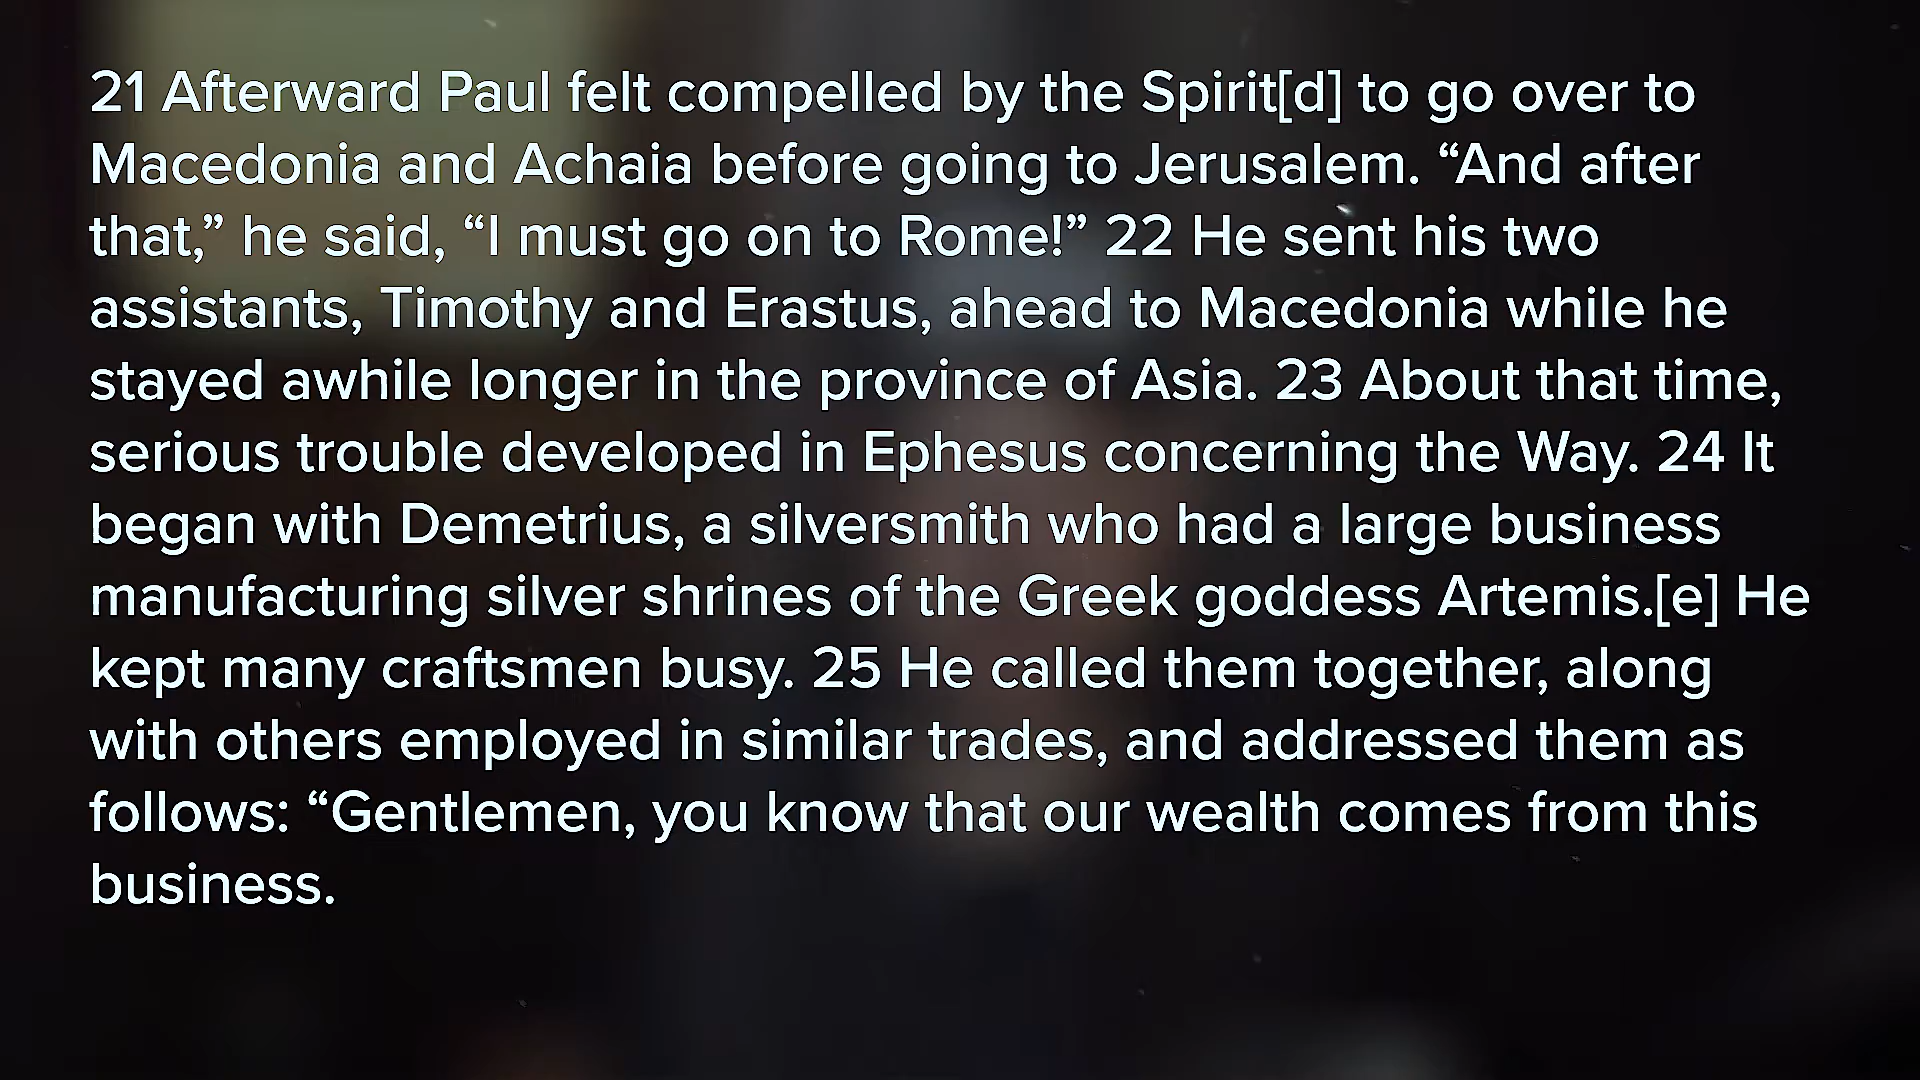 21 Afterward Paul felt compelled by the Spirit[d] to go over to
Macedonia and Achaia before going to Jerusalem. “And after
that,” he said, “I must go on to Rome!” 22 He sent his two
assistants, Timothy and Erastus, ahead to Macedonia while he
stayed awhile longer in the province of Asia. 23 About that time,
serious trouble developed in Ephesus concerning the Way. 24 It
began with Demetrius, a silversmith who had a large business
manufacturing silver shrines of the Greek goddess Artemis.[e] He
kept many craftsmen busy. 25 He called them together, along
with others employed in similar trades, and addressed them as
follows: “Gentlemen, you know that our wealth comes from this
business.